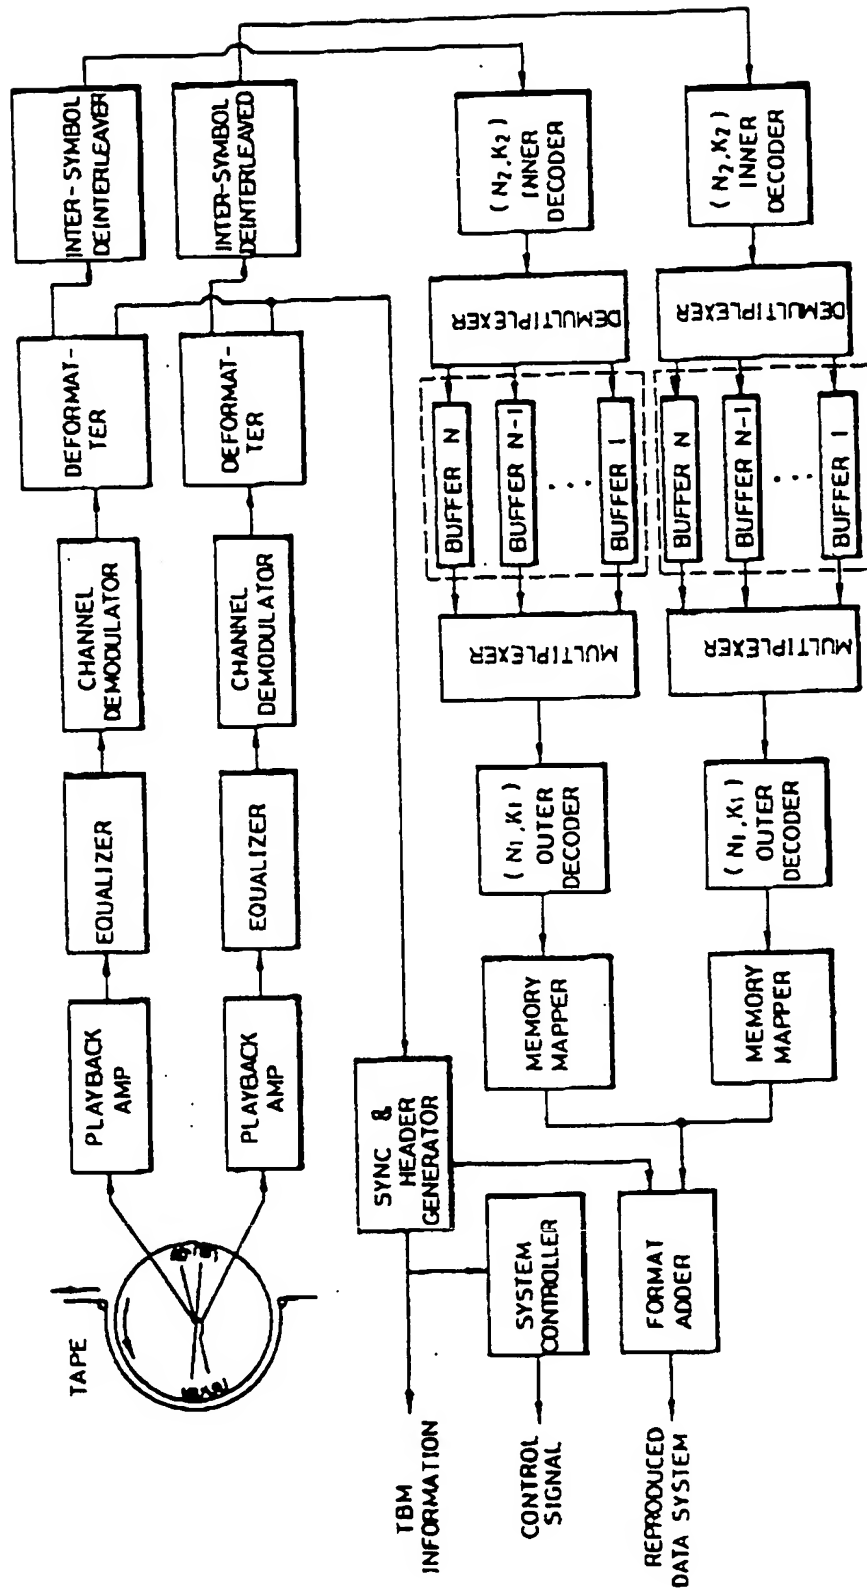 TAPE
PLAYBACK
AMP
EQUALIZER
CHANNEL
DEMODULATOR
DEFORMAT-
TER
INTER-SYMBOL
DEINTERLEAVER
PLAYBACK
AMP
EQUALIZER
CHANNEL
DEMODULATOR
DEFORMAT-
TER
INTER-SYMBOL
DEINTERLEAVED
TBM
INFORMATION
SYNC &
HEADER
GENERATOR
CONTROL
SIGNAL
SYSTEM
CONTROLLER
REPRODUCED
DATA SYSTEM
FORMAT
ADDER
MEMORY
MAPPER
(N1,K1)
OUTER
DECODER
MULTIPLEXER
BUFFER N
BUFFER N-1
...
BUFFER 1
DEMULTIPLEXER
(N2,K2)
INNER
DECODER
MEMORY
MAPPER
(N1,K1)
OUTER
DECODER
MULTIPLEXER
BUFFER N
BUFFER N-1
...
BUFFER 1
DEMULTIPLEXER
(N2,K2)
INNER
DECODER